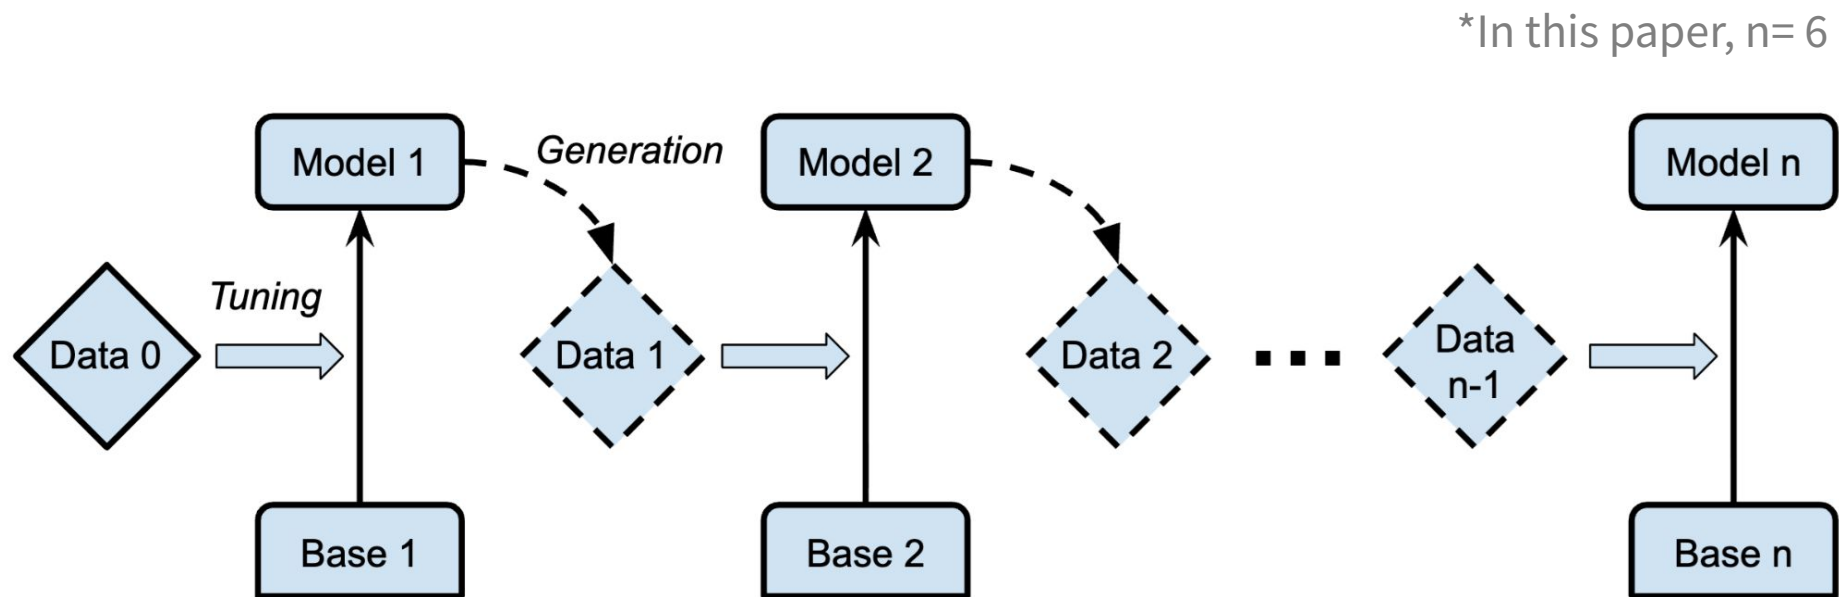 *In this paper, n= 6
Model 1
Generation
Model 2
Model n
Tuning
Data 0
Data 1
Data 2
Data
n-1
Base 1
Base 2
Base n